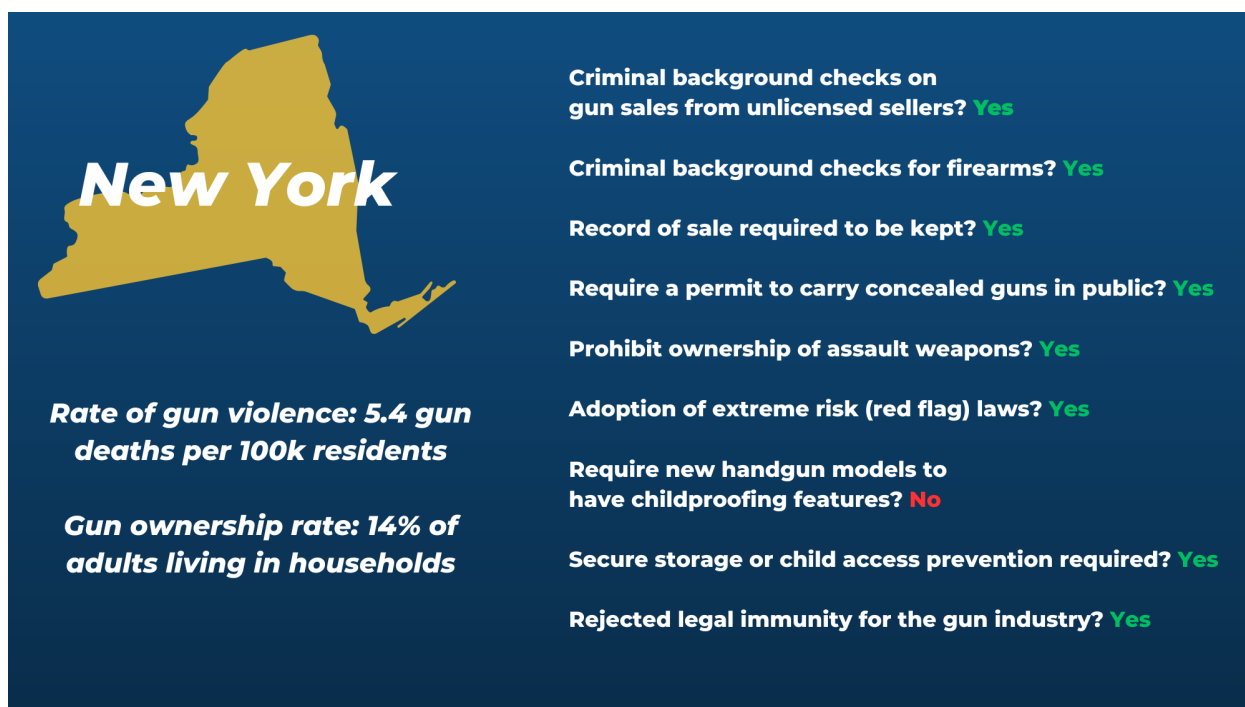 New York
Rate of gun violence: 5.4 gun
deaths per 100k residents
Gun ownership rate: 14% of
adults living in households
Criminal background checks on
gun sales from unlicensed sellers? Yes
Criminal background checks for firearms? Yes
Record of sale required to be kept? Yes
Require a permit to carry concealed guns in public? Yes
Prohibit ownership of assault weapons? Yes
Adoption of extreme risk (red flag) laws? Yes
Require new handgun models to
have childproofing features? No
Secure storage or child access prevention required? Yes
Rejected legal immunity for the gun industry? Yes